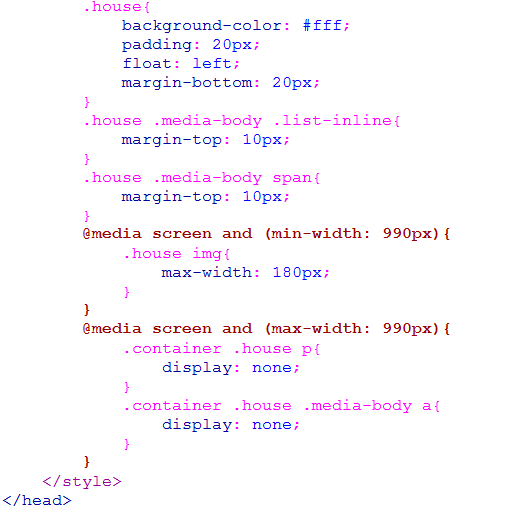 .house{
background-color: #fff;
padding: 20px;
float: left;
margin-bottom: 20px;
}
.house .media-body .list-inline{
margin-top: 10px;
}
.house .media-body span{
margin-top: 10px;
}
@media screen and (min-width: 990px){
.house img{
max-width: 180px;
}
}
@media screen and (max-width: 990px){
.container .house p{
display: none;
}
.container .house .media-body a{
display: none;
}
}
</style>
</head>